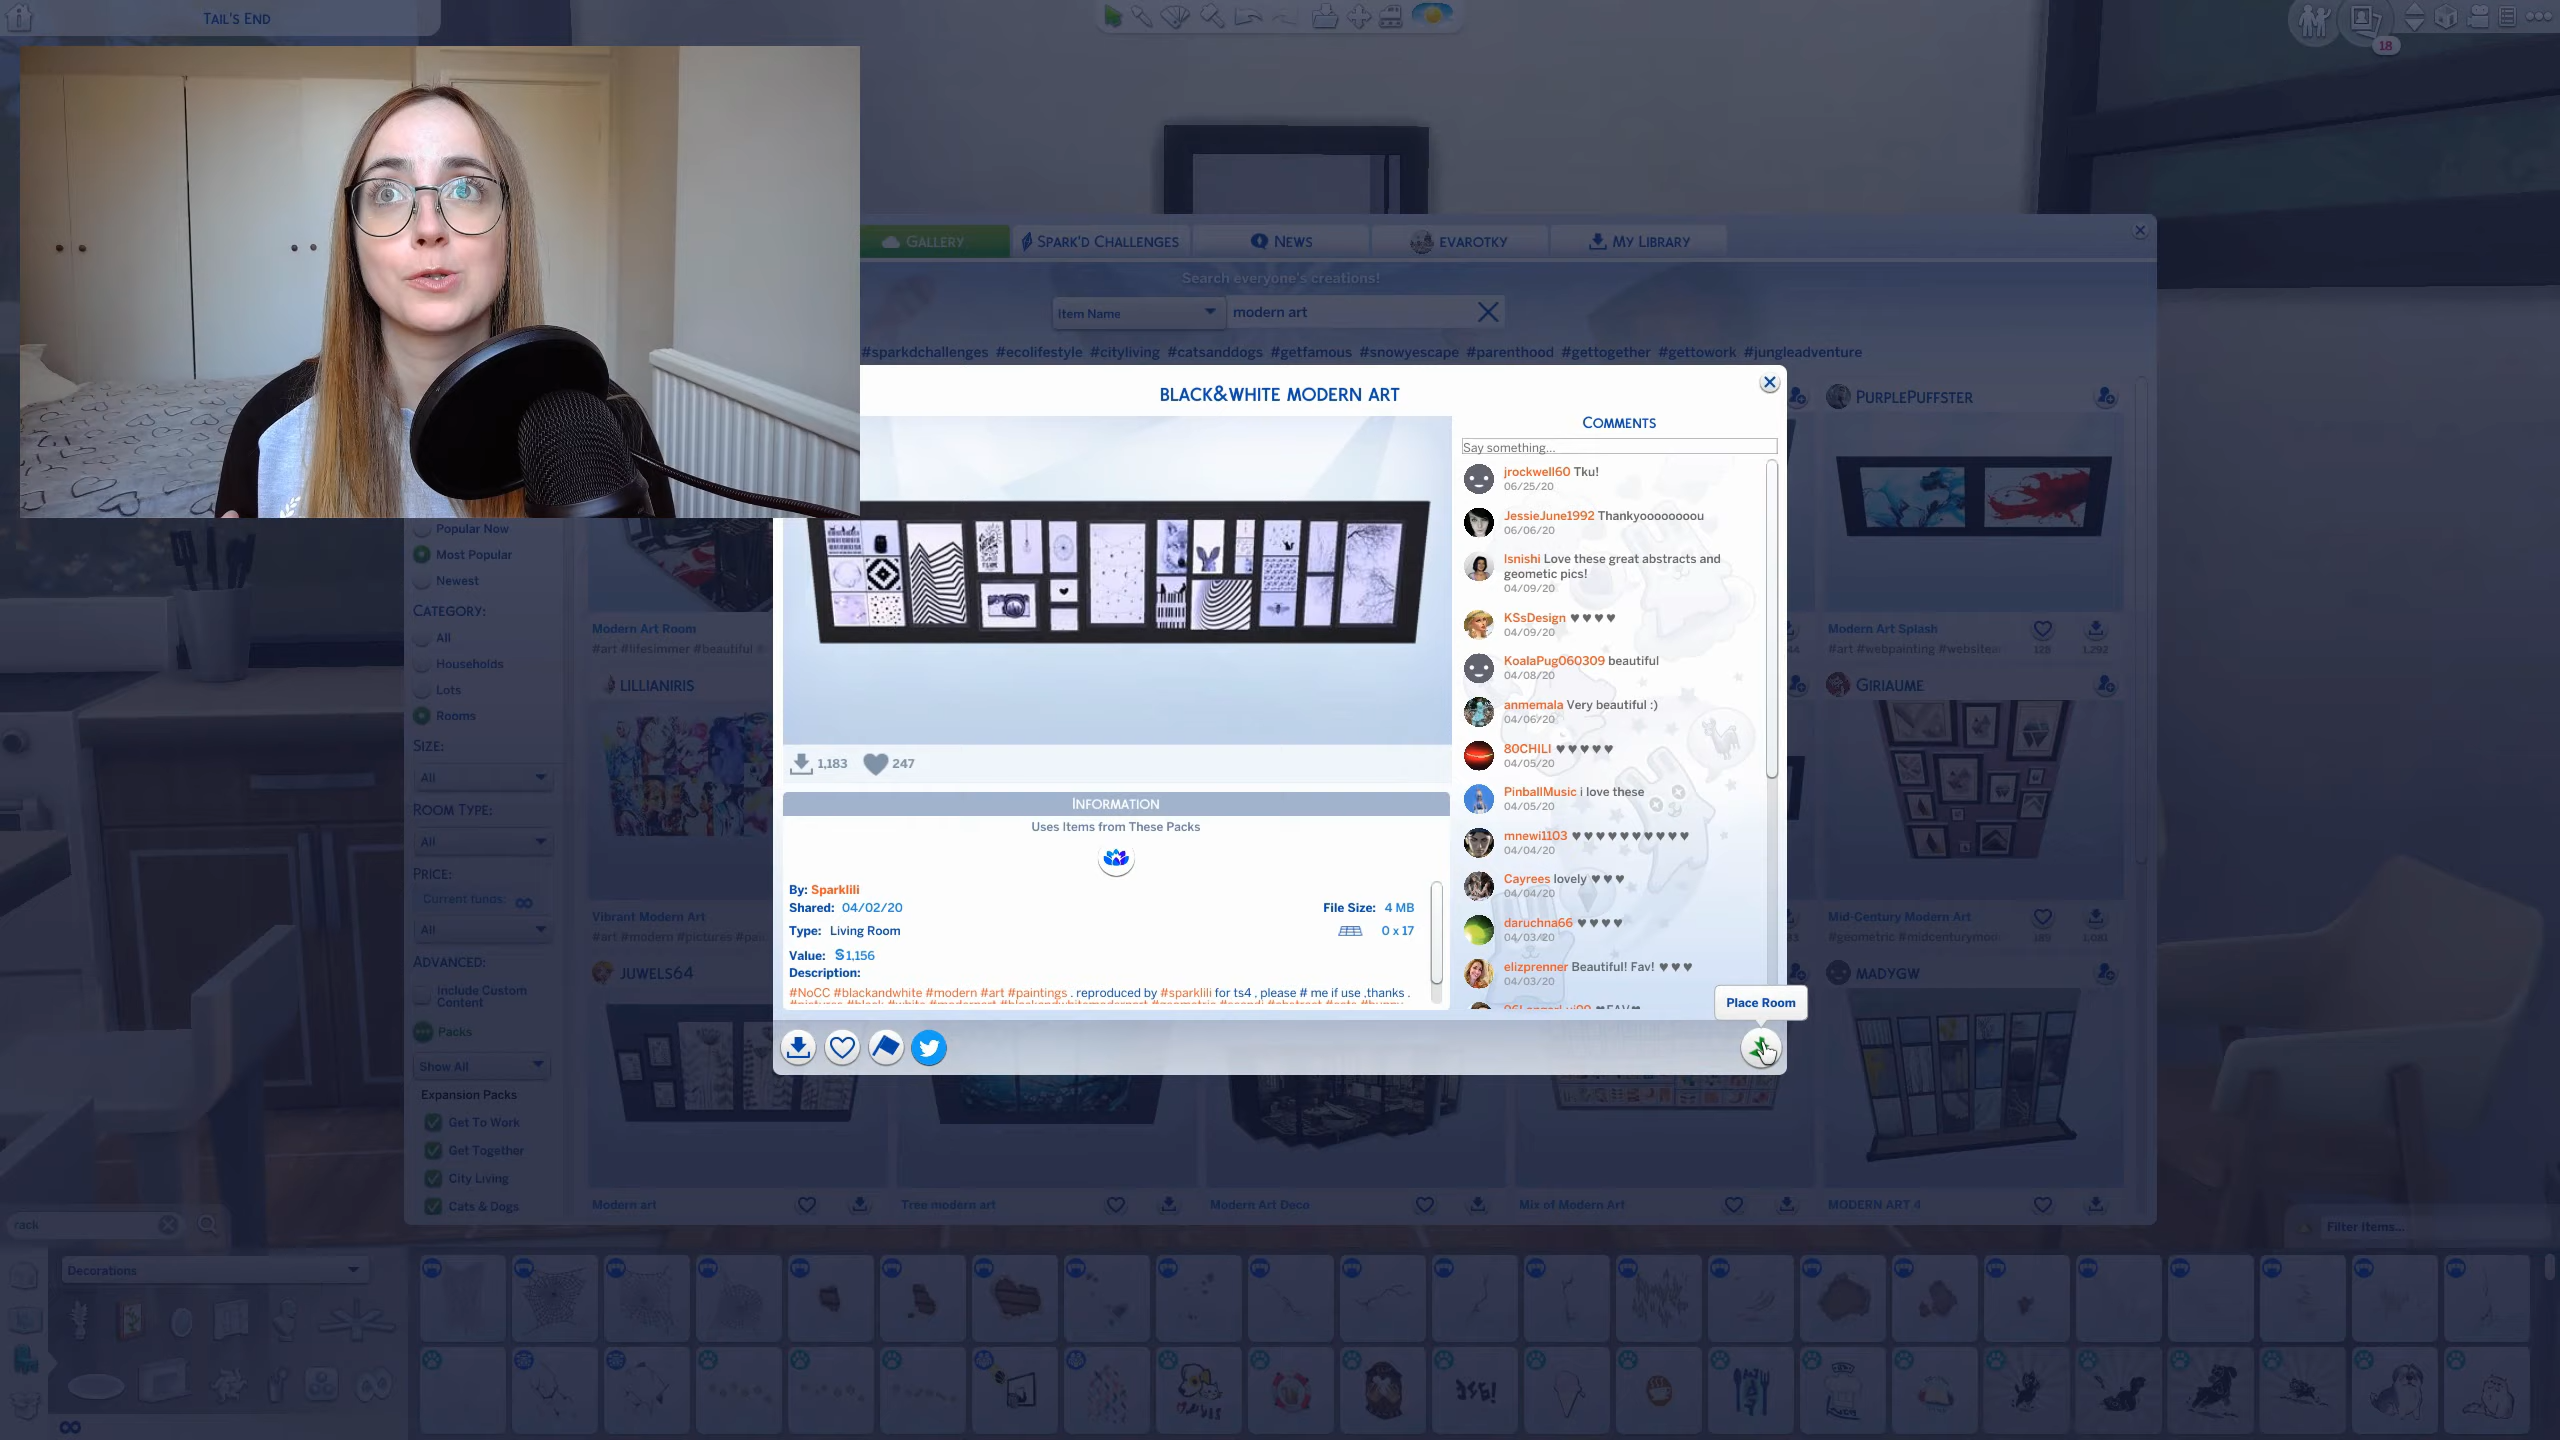 TAIL'S END
18
GALLERY
SPARK'D CHALLENGES
NEWS
EVAROTKY
MY LIBRARY
Search everyone's creations!
Item Name
modern art
#sparkdchallenges #ecolifestyle #cityliving #catsanddogs #getfamous #snowyescape #parenthood #gettogether #gettowork #jungleadventure
BLACK&WHITE MODERN ART
COMMENTS
Say something...
jrockwell60 Tku!
06/25/20
JessieJune1992 Thankyoooooooou
06/06/20
lsnishi Love these great abstracts and
geometic pics!
04/09/20
KSsDesign ♥♥♥♥
04/09/20
KoalaPug060309 beautiful
04/08/20
anmemala Very beautiful :)
04/06/20
80CHILI ♥♥♥♥♥
04/05/20
PinballMusic i love these
04/05/20
mnewi1103 ♥♥♥♥♥♥♥♥♥♥
04/04/20
Cayrees lovely ♥♥♥
04/04/20
daruchna66 ♥♥♥♥
04/03/20
elizprenner Beautiful! Fav! ♥♥♥
04/03/20
Place Room
1,183
247
INFORMATION
Uses Items from These Packs
By: Sparklili
Shared: 04/02/20
File Size: 4 MB
Type: Living Room
0 x 17
Value: §1,156
Description:
#NoCC #blackandwhite #modern #art #paintings . reproduced by #sparklili for ts4 , please # me if use ,thanks .
Popular Now
Most Popular
Newest
CATEGORY:
All
Households
Lots
Rooms
SIZE:
All
ROOM TYPE:
All
PRICE:
Current funds:
All
ADVANCED:
Include Custom
Content
Packs
Show All
Expansion Packs
Get To Work
Get Together
City Living
Cats & Dogs
Modern Art Room
#art #lifesimmer #beautiful
LILLIANIRIS
Vibrant Modern Art
#art #modern #pictures
JUWELS64
Modern art
Tree modern art
Modern Art Deco
Mix of Modern Art
MODERN ART 4
PURPLEPUFFSTER
Modern Art Splash
#art #webpainting
129
1,292
GIRIAUME
Mid-Century Modern Art
#geometric
189
1,081
MADYGW
rack
Filter Items...
Decorations